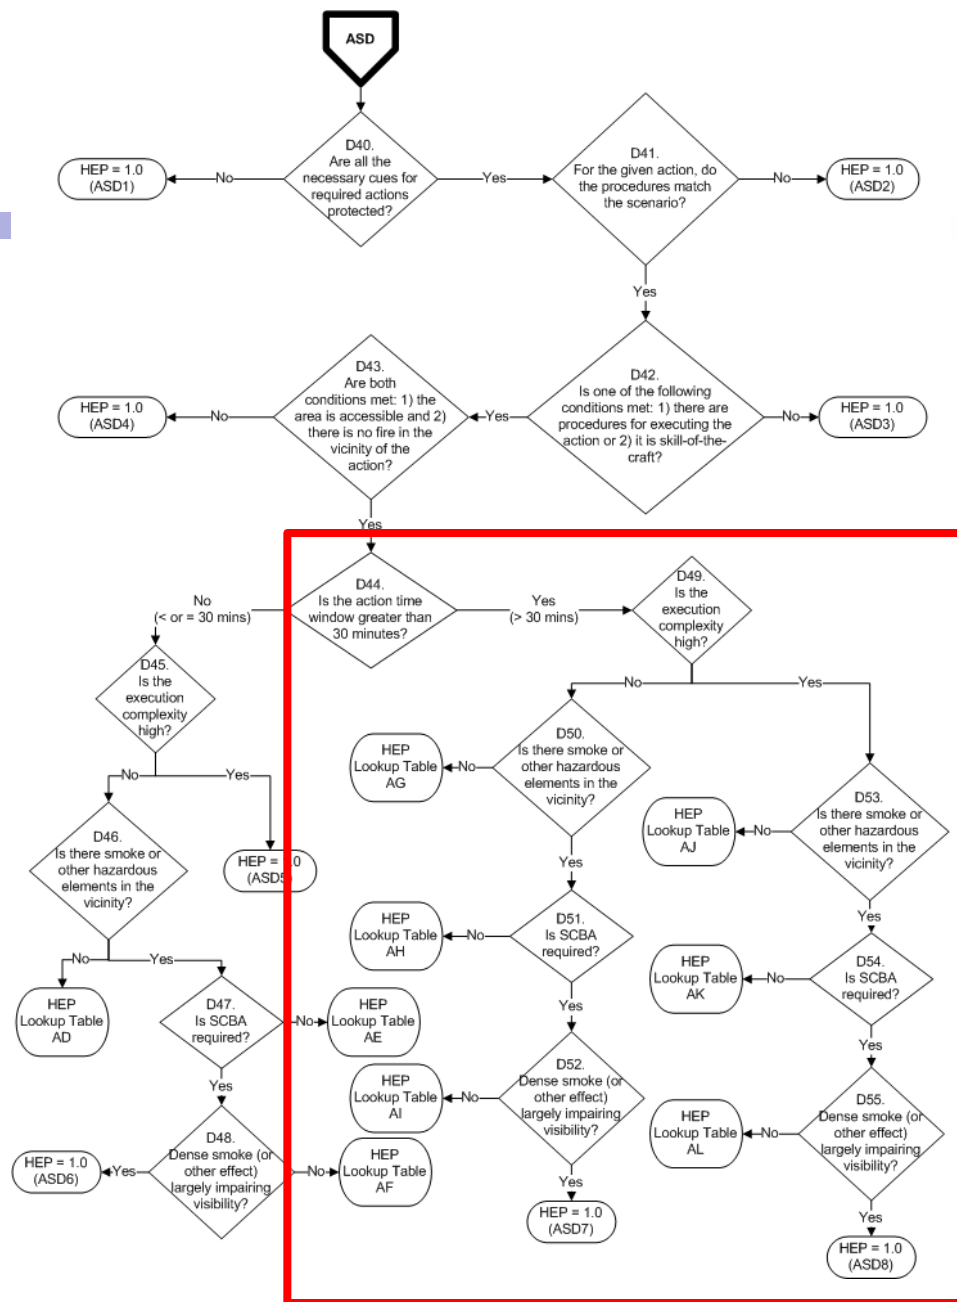 ASD
D40.
Are all the
necessary cues for
required actions
protected?
No
HEP = 1.0
(ASD1)
Yes
D41.
For the given action, do
the procedures match
the scenario?
No
HEP = 1.0
(ASD2)
Yes
D42.
Is one of the following
conditions met: 1) there are
procedures for executing the
action or 2) it is skill-of-the-
craft?
No
HEP = 1.0
(ASD3)
Yes
D43.
Are both
conditions met: 1) the
area is accessible and 2)
there is no fire in the
vicinity of the
action?
No
HEP = 1.0
(ASD4)
Yes
D44.
Is the action time
window greater than
30 minutes?
No
(< or = 30 mins)
Yes
(> 30 mins)
D45.
Is the
execution
complexity
high?
No
Yes
HEP = 1.0
(ASD5)
D46.
Is there smoke or
other hazardous
elements in the
vicinity?
No
Yes
HEP
Lookup Table
AD
D47.
Is SCBA
required?
No
HEP
Lookup Table
AE
Yes
D48.
Dense smoke (or
other effect)
largely impairing
visibility?
Yes
HEP = 1.0
(ASD6)
No
HEP
Lookup Table
AF
D49.
Is the
execution
complexity
high?
No
Yes
D50.
Is there smoke or
other hazardous
elements in the
vicinity?
No
HEP
Lookup Table
AG
Yes
D51.
Is SCBA
required?
No
HEP
Lookup Table
AH
Yes
D52.
Dense smoke (or
other effect)
largely impairing
visibility?
No
HEP
Lookup Table
AI
Yes
HEP = 1.0
(ASD7)
D53.
Is there smoke or
other hazardous
elements in the
vicinity?
No
HEP
Lookup Table
AJ
Yes
D54.
Is SCBA
required?
No
HEP
Lookup Table
AK
Yes
D55.
Dense smoke (or
other effect)
largely impairing
visibility?
No
HEP
Lookup Table
AL
Yes
HEP = 1.0
(ASD8)